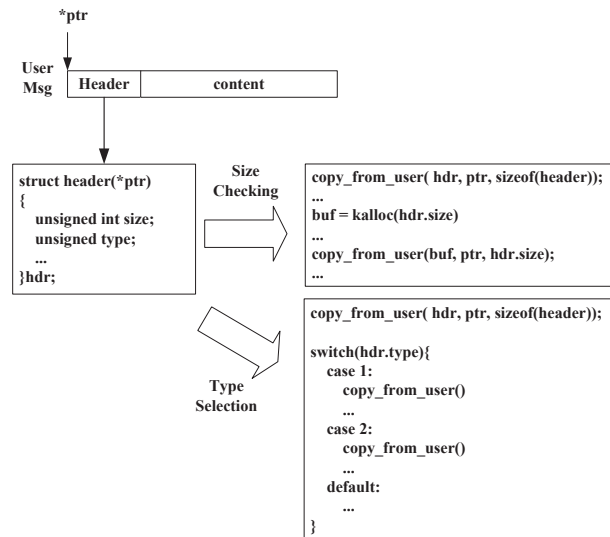 *ptr
User
Msg
Header
content
struct header(*ptr)
{
unsigned int size;
unsigned type;
...
}hdr;
Size
Checking
copy_from_user( hdr, ptr, sizeof(header));
...
buf = kalloc(hdr.size)
...
copy_from_user(buf, ptr, hdr.size);
...
Type
Selection
copy_from_user( hdr, ptr, sizeof(header));
switch(hdr.type){
case 1:
copy_from_user()
...
case 2:
copy_from_user()
...
default:
...
}